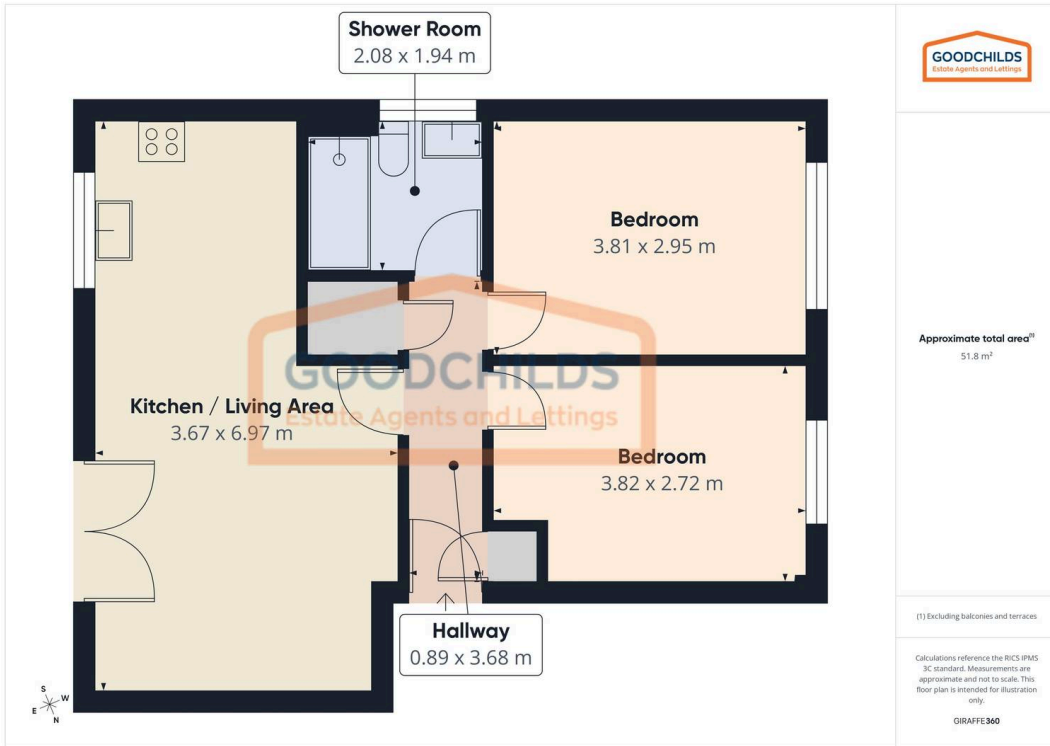 Shower Room
2.08 x 1.94 m
Bedroom
3.81 x 2.95 m
GOODCHILDS
Estate Agents and Lettings
Kitchen / Living Area
3.67 x 6.97 m
Bedroom
3.82 x 2.72 m
Hallway
0.89 x 3.68 m
S
W
E
N
GOODCHILDS
Estate Agents and Lettings
Approximate total area(1)
51.8 m²
(1) Excluding balconies and terraces
Calculations reference the RICS IPMS
3C standard. Measurements are
approximate and not to scale. This
floor plan is intended for illustration
only.
GIRAFFE360